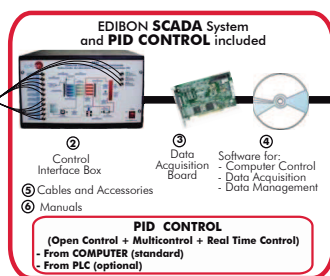 EDIBON SCADA System
and PID CONTROL included
② Control
Interface Box
③ Data
Acquisition
Board
④ Software for:
- Computer Control
- Data Acquisition
- Data Management
⑤ Cables and Accessories
⑥ Manuals
PID CONTROL
(Open Control + Multicontrol + Real Time Control)
- From COMPUTER (standard)
- From PLC (optional)